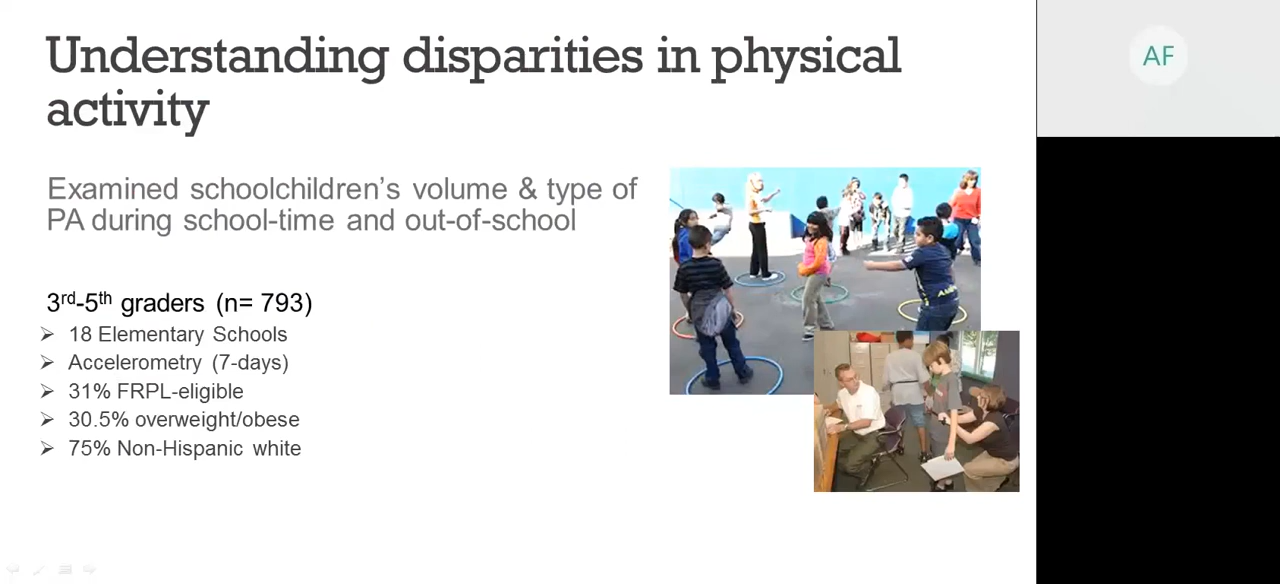 Understanding disparities in physical
activity
Examined schoolchildren's volume & type of
PA during school-time and out-of-school
3rd-5th graders (n= 793)
18 Elementary Schools
Accelerometry (7-days)
31% FRPL-eligible
30.5% overweight/obese
75% Non-Hispanic white
AF